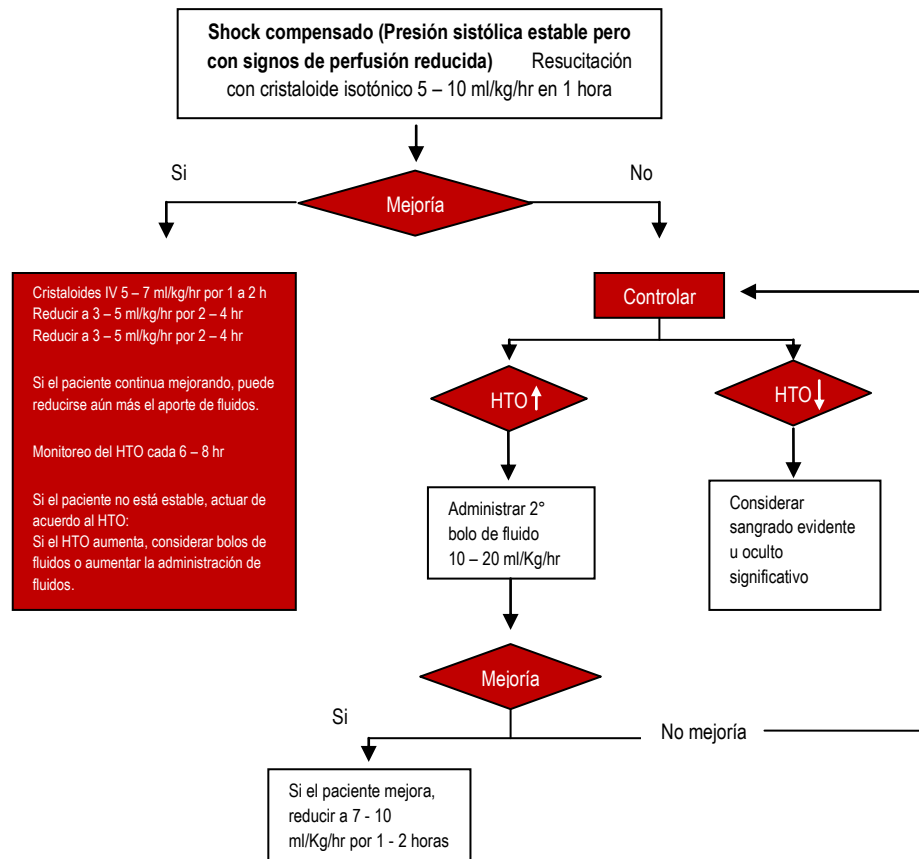 Shock compensado (Presión sistólica estable pero
con signos de perfusión reducida) Resucitación
con cristaloide isotónico 5 – 10 ml/kg/hr en 1 hora
Si
No
Mejoría
Cristaloides IV 5 – 7 ml/kg/hr por 1 a 2 h
Reducir a 3 – 5 ml/kg/hr por 2 – 4 hr
Reducir a 3 – 5 ml/kg/hr por 2 – 4 hr
Si el paciente continua mejorando, puede
reducirse aún más el aporte de fluidos.
Monitoreo del HTO cada 6 – 8 hr
Si el paciente no está estable, actuar de
acuerdo al HTO:
Si el HTO aumenta, considerar bolos de
fluidos o aumentar la administración de
fluidos.
Controlar
HTO
HTO
Administrar 2°
bolo de fluido
10 – 20 ml/Kg/hr
Considerar
sangrado evidente
u oculto
significativo
Mejoría
Si
No mejoría
Si el paciente mejora,
reducir a 7 - 10
ml/Kg/hr por 1 - 2 horas